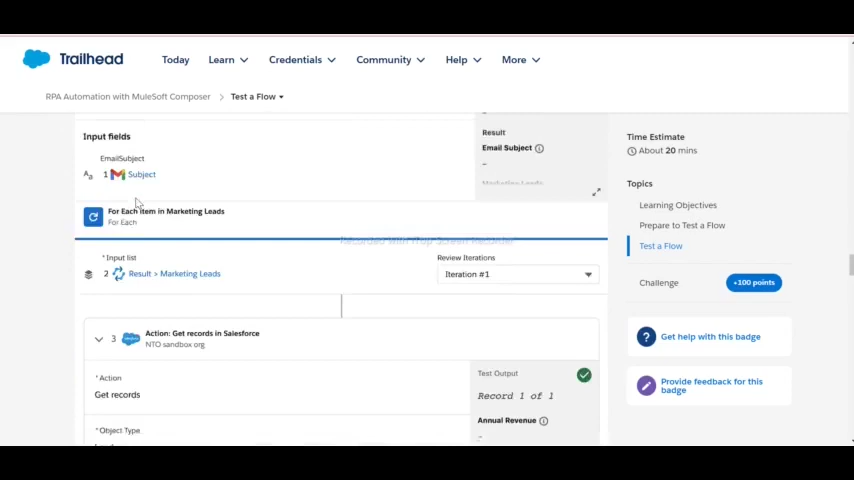 Trailhead
Today
Learn
Credentials
Community
Help
More
RPA Automation with MuleSoft Composer
Test a Flow
Input fields
EmailSubject
Aa 1 Subject
Result
Email Subject
–
Marketing Leads
For Each Item in Marketing Leads
For Each
Recorded with iTop Screen Recorder
* Input list
2 Result > Marketing Leads
Review Iterations
Iteration #1
3 Action: Get records in Salesforce
NTO sandbox org
* Action
Get records
* Object Type
Test Output
Record 1 of 1
Annual Revenue
–
Time Estimate
About 20 mins
Topics
Learning Objectives
Prepare to Test a Flow
Test a Flow
Challenge
+100 points
Get help with this badge
Provide feedback for this
badge